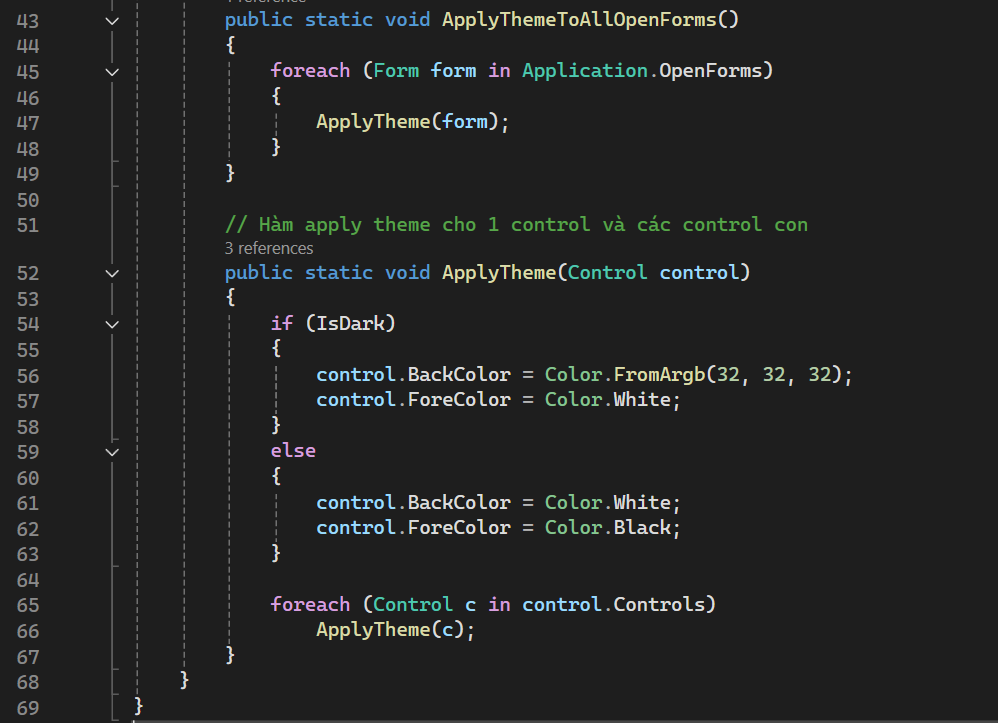 43 public static void ApplyThemeToAllOpenForms()
44 {
45 foreach (Form form in Application.OpenForms)
46 {
47 ApplyTheme(form);
48 }
49 }
50
51 // Hàm apply theme cho 1 control và các control con
3 references
52 public static void ApplyTheme(Control control)
53 {
54 if (IsDark)
55 {
56 control.BackColor = Color.FromArgb(32, 32, 32);
57 control.ForeColor = Color.White;
58 }
59 else
60 {
61 control.BackColor = Color.White;
62 control.ForeColor = Color.Black;
63 }
64
65 foreach (Control c in control.Controls)
66 ApplyTheme(c);
67 }
68 }
69 }